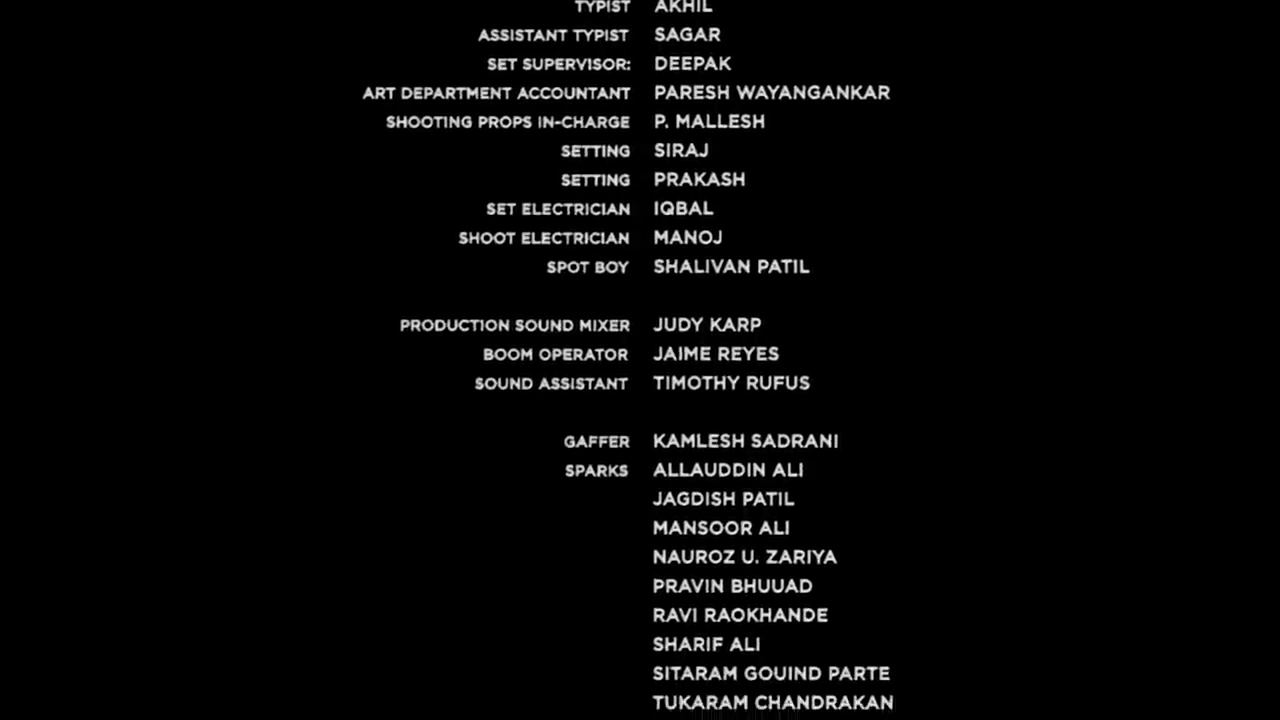 TYPIST AKHIL
ASSISTANT TYPIST SAGAR
SET SUPERVISOR: DEEPAK
ART DEPARTMENT ACCOUNTANT PARESH WAYANGANKAR
SHOOTING PROPS IN-CHARGE P. MALLESH
SETTING SIRAJ
SETTING PRAKASH
SET ELECTRICIAN IQBAL
SHOOT ELECTRICIAN MANOJ
SPOT BOY SHALIVAN PATIL
PRODUCTION SOUND MIXER JUDY KARP
BOOM OPERATOR JAIME REYES
SOUND ASSISTANT TIMOTHY RUFUS
GAFFER KAMLESH SADRANI
SPARKS ALLAUDDIN ALI
JAGDISH PATIL
MANSOOR ALI
NAUROZ U. ZARIYA
PRAVIN BHUUAD
RAVI RAOKHANDE
SHARIF ALI
SITARAM GOUIND PARTE
TUKARAM CHANDRAKAN